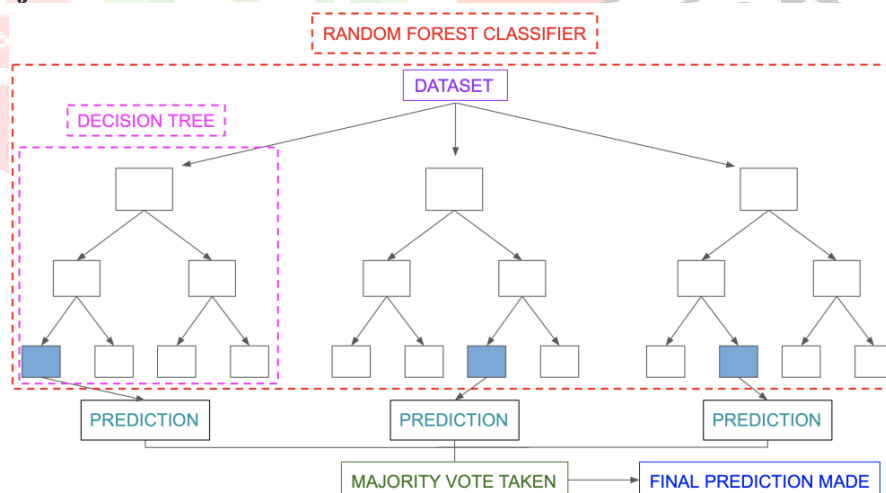 RANDOM FOREST CLASSIFIER
DATASET
DECISION TREE
PREDICTION
PREDICTION
PREDICTION
MAJORITY VOTE TAKEN
FINAL PREDICTION MADE